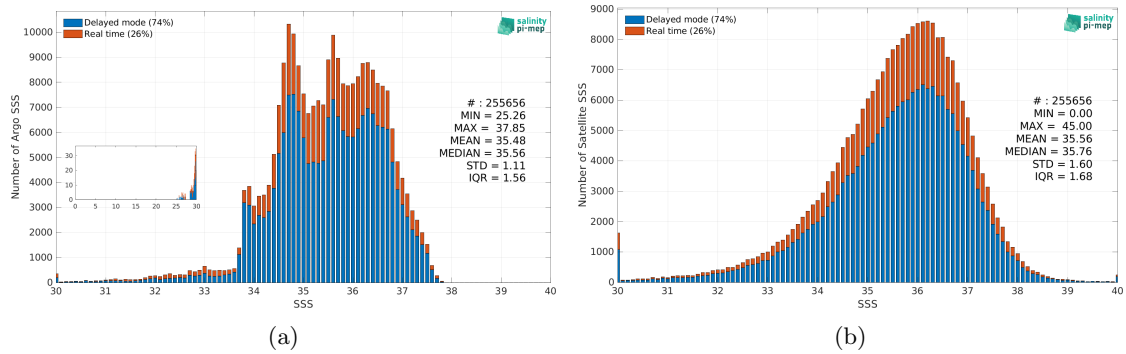 Delayed mode (74%)
Real time (26%)
salinity
pi-mep
Number of Argo SSS
10000
9000
8000
7000
6000
5000
4000
3000
2000
1000
0
# : 255656
MIN = 25.26
MAX = 37.85
MEAN = 35.48
MEDIAN = 35.56
STD = 1.11
IQR = 1.56
30
20
10
0
0 5 10 15 20 25 30
30 31 32 33 34 35 36 37 38 39 40
SSS
(a)
Delayed mode (74%)
Real time (26%)
salinity
pi-mep
Number of Satellite SSS
9000
8000
7000
6000
5000
4000
3000
2000
1000
0
# : 255656
MIN = 0.00
MAX = 45.00
MEAN = 35.56
MEDIAN = 35.76
STD = 1.60
IQR = 1.68
30 31 32 33 34 35 36 37 38 39 40
SSS
(b)